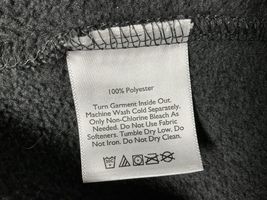 100% Polyester
Turn Garment Inside Out.
Machine Wash Cold Separately.
Only Non-Chlorine Bleach As
Needed. Do Not Use Fabric
Softeners. Tumble Dry Low. Do
Not Iron. Do Not Dry Clean.